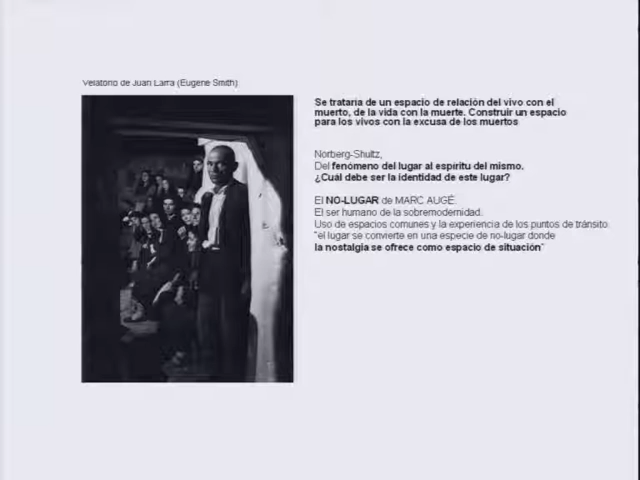 Velatorio de Juan Larra (Eugene Smith)
Se trataría de un espacio de relación del vivo con el
muerto, de la vida con la muerte. Construir un espacio
para los vivos con la excusa de los muertos
Norberg-Shultz,
Del fenómeno del lugar al espíritu del mismo.
¿Cuál debe ser la identidad de este lugar?
El NO-LUGAR de MARC AUGÉ.
El ser humano de la sobremodernidad.
Uso de espacios comunes y la experiencia de los puntos de tránsito.
"el lugar se convierte en una especie de no-lugar donde
la nostalgia se ofrece como espacio de situación"